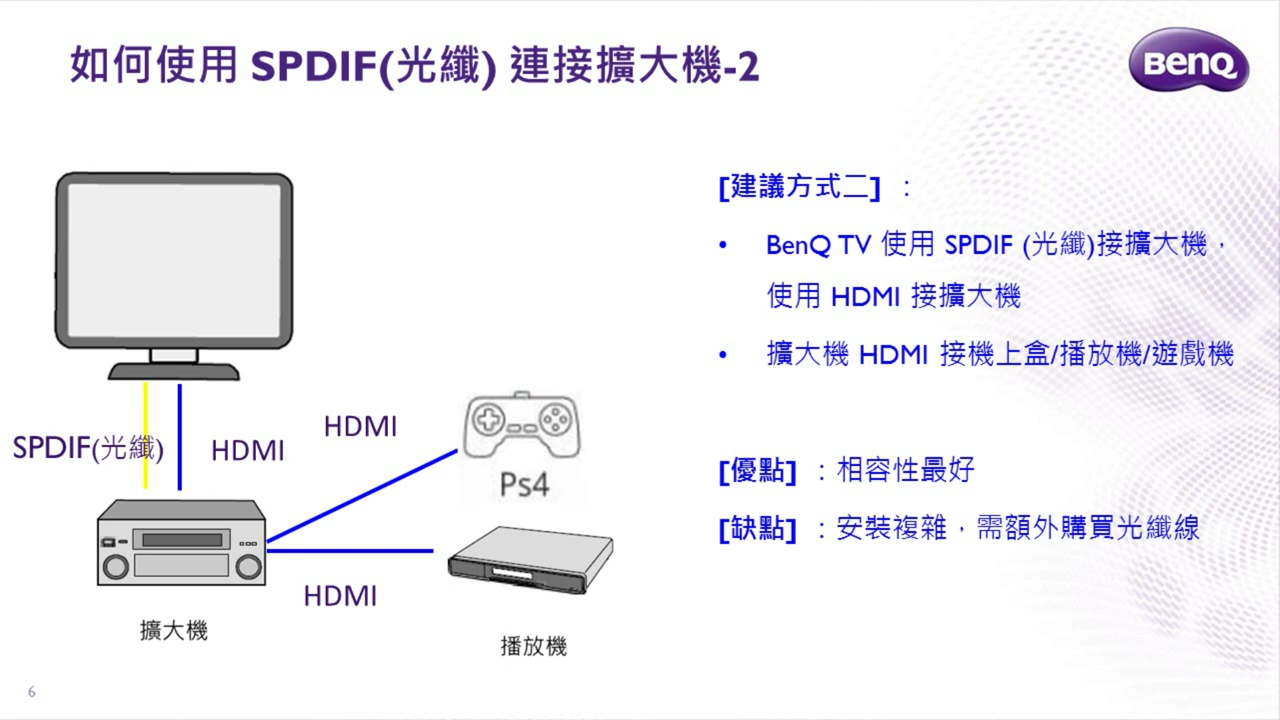 如何使用 SPDIF(光纖) 連接擴大機-2
BenQ
[建議方式二] ：
• BenQ TV 使用 SPDIF (光纖)接擴大機，
使用 HDMI 接擴大機
• 擴大機 HDMI 接機上盒/播放機/遊戲機
[優點] ：相容性最好
[缺點] ：安裝複雜，需額外購買光纖線
SPDIF(光纖)
HDMI
HDMI
Ps4
HDMI
擴大機
播放機
6